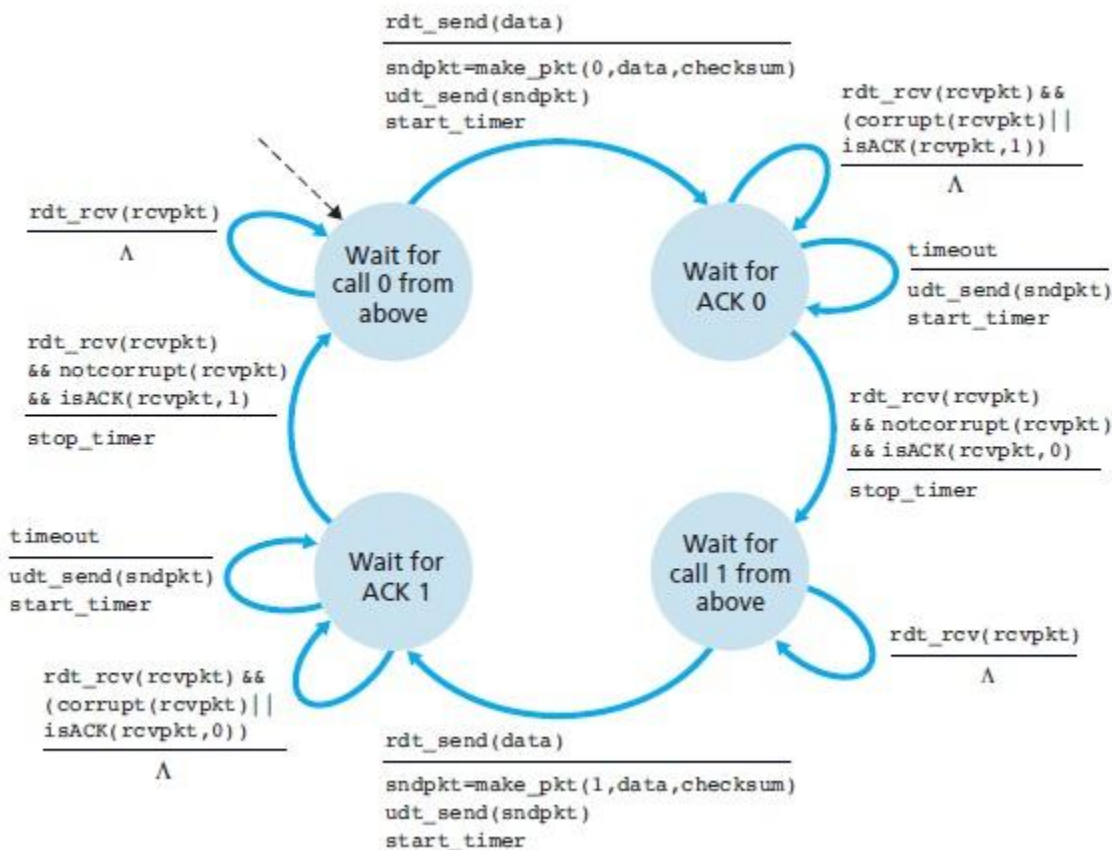 rdt_send(data)
sndpkt=make_pkt(0,data,checksum)
udt_send(sndpkt)
start_timer
rdt_rcv(rcvpkt) &&
(corrupt(rcvpkt)||
isACK(rcvpkt,1))
Λ
rdt_rcv(rcvpkt)
Λ
Wait for
call 0 from
above
Wait for
ACK 0
timeout
udt_send(sndpkt)
start_timer
rdt_rcv(rcvpkt)
&& notcorrupt(rcvpkt)
&& isACK(rcvpkt,1)
stop_timer
rdt_rcv(rcvpkt)
&& notcorrupt(rcvpkt)
&& isACK(rcvpkt,0)
stop_timer
timeout
udt_send(sndpkt)
start_timer
Wait for
ACK 1
Wait for
call 1 from
above
rdt_rcv(rcvpkt)
Λ
rdt_rcv(rcvpkt) &&
(corrupt(rcvpkt)||
isACK(rcvpkt,0))
Λ
rdt_send(data)
sndpkt=make_pkt(1,data,checksum)
udt_send(sndpkt)
start_timer